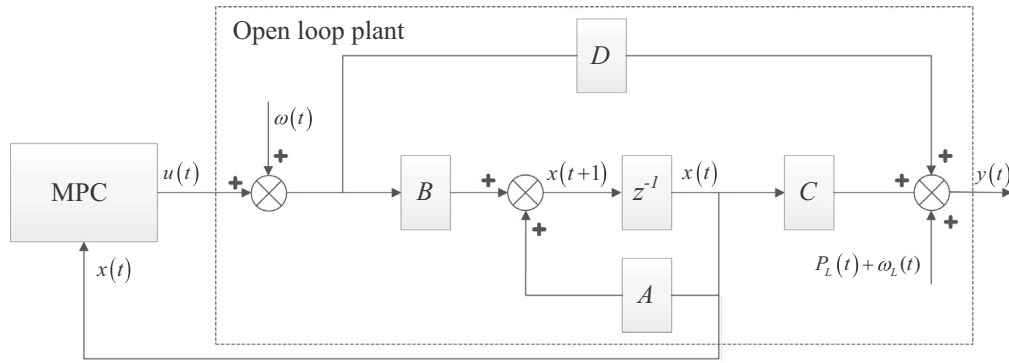 Open loop plant
D
ω(t)
+
MPC
u(t)
+
B
+
x(t+1)
z⁻¹
x(t)
C
+
+
y(t)
+
+
x(t)
A
P_L(t)+ω_L(t)